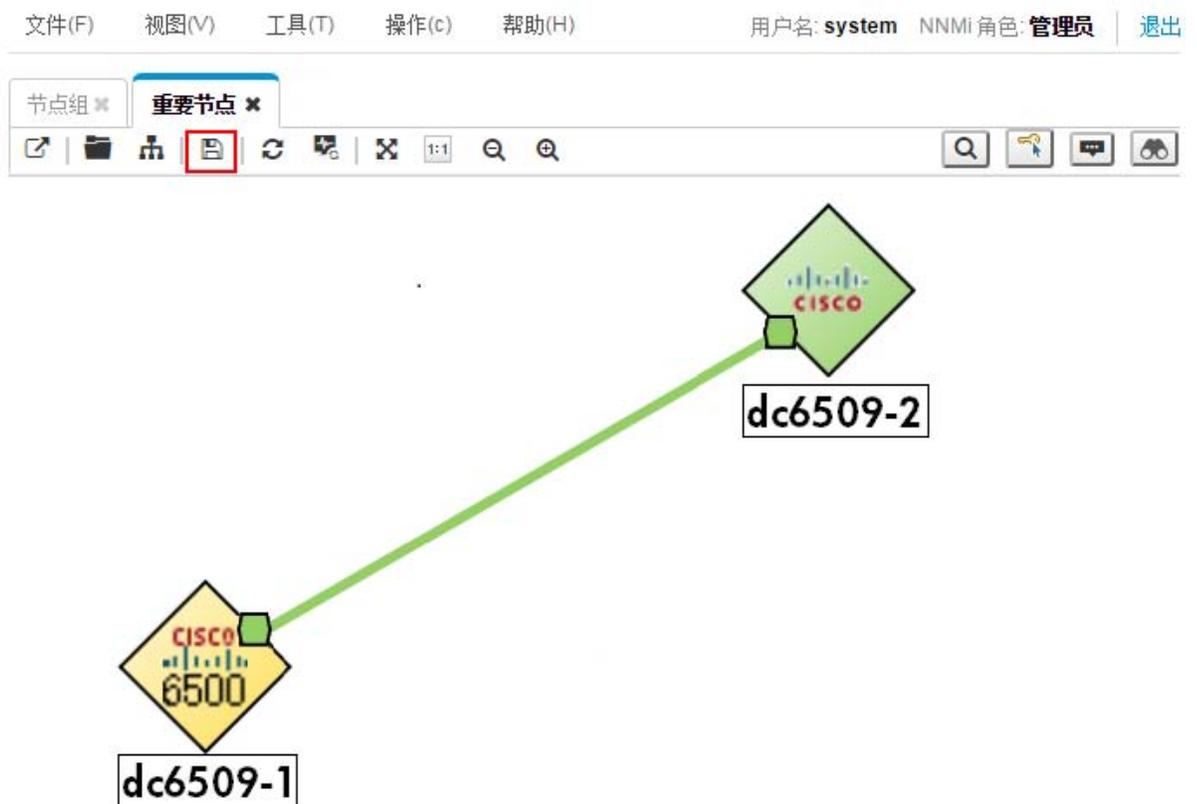 文件(F) 视图(V) 工具(T) 操作(c) 帮助(H) 用户名: system NNMi 角色: 管理员 退出
节点组 重要节点
1:1
CISCO
dc6509-2
CISCO
6500
dc6509-1